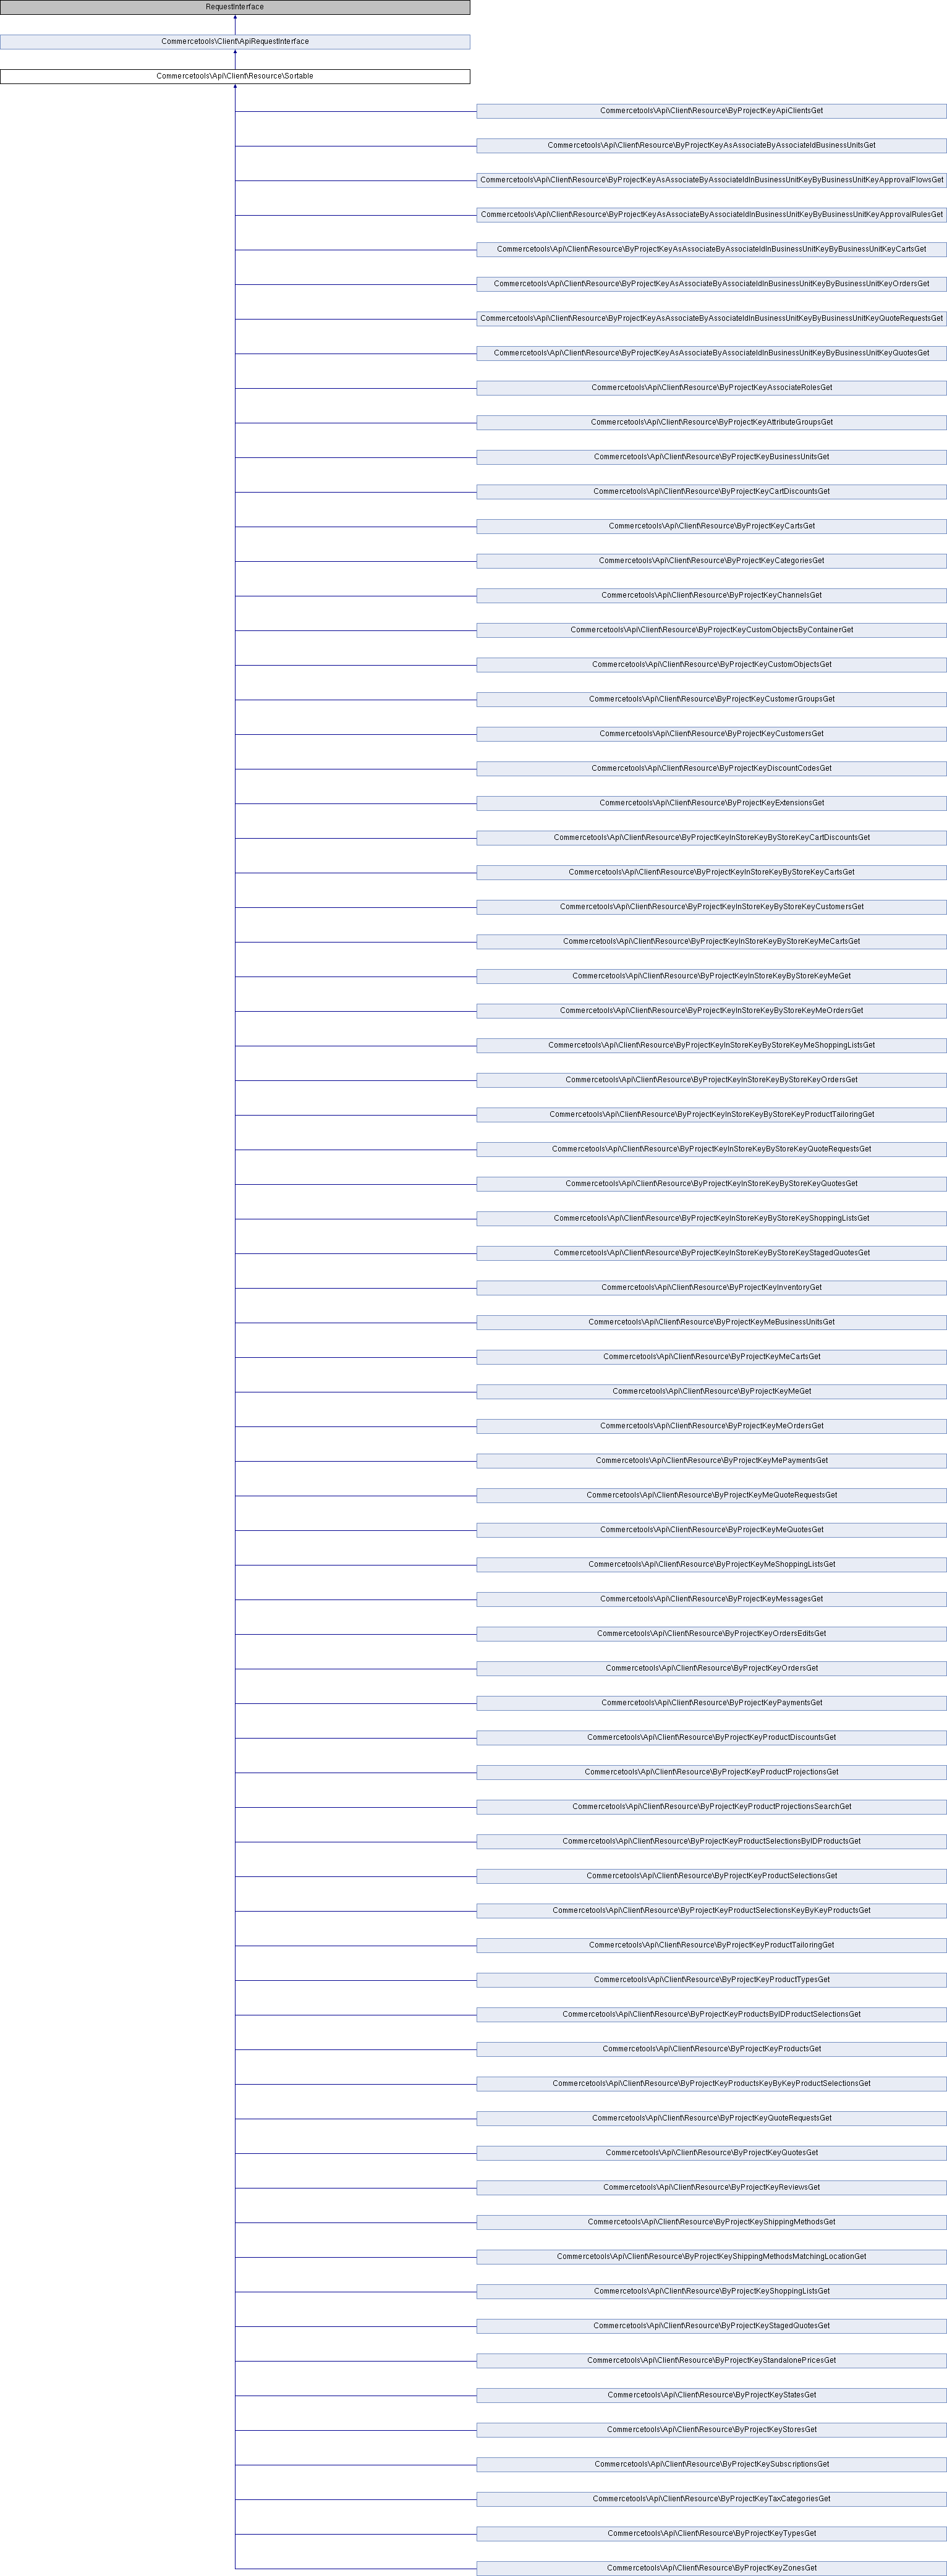 RequestInterface
Commercetools\Client\ApiRequestInterface
Commercetools\Api\Client\Resource\Sortable
Commercetools\Api\Client\Resource\ByProjectKeyApiClientsGet
Commercetools\Api\Client\Resource\ByProjectKeyAsAssociateByAssociateIdBusinessUnitsGet
Commercetools\Api\Client\Resource\ByProjectKeyAsAssociateByAssociateIdInBusinessUnitKeyByBusinessUnitKeyApprovalFlowsGet
Commercetools\Api\Client\Resource\ByProjectKeyAsAssociateByAssociateIdInBusinessUnitKeyByBusinessUnitKeyApprovalRulesGet
Commercetools\Api\Client\Resource\ByProjectKeyAsAssociateByAssociateIdInBusinessUnitKeyByBusinessUnitKeyCartsGet
Commercetools\Api\Client\Resource\ByProjectKeyAsAssociateByAssociateIdInBusinessUnitKeyByBusinessUnitKeyOrdersGet
Commercetools\Api\Client\Resource\ByProjectKeyAsAssociateByAssociateIdInBusinessUnitKeyByBusinessUnitKeyQuoteRequestsGet
Commercetools\Api\Client\Resource\ByProjectKeyAsAssociateByAssociateIdInBusinessUnitKeyByBusinessUnitKeyQuotesGet
Commercetools\Api\Client\Resource\ByProjectKeyAssociateRolesGet
Commercetools\Api\Client\Resource\ByProjectKeyAttributeGroupsGet
Commercetools\Api\Client\Resource\ByProjectKeyBusinessUnitsGet
Commercetools\Api\Client\Resource\ByProjectKeyCartDiscountsGet
Commercetools\Api\Client\Resource\ByProjectKeyCartsGet
Commercetools\Api\Client\Resource\ByProjectKeyCategoriesGet
Commercetools\Api\Client\Resource\ByProjectKeyChannelsGet
Commercetools\Api\Client\Resource\ByProjectKeyCustomObjectsByContainerGet
Commercetools\Api\Client\Resource\ByProjectKeyCustomObjectsGet
Commercetools\Api\Client\Resource\ByProjectKeyCustomerGroupsGet
Commercetools\Api\Client\Resource\ByProjectKeyCustomersGet
Commercetools\Api\Client\Resource\ByProjectKeyDiscountCodesGet
Commercetools\Api\Client\Resource\ByProjectKeyExtensionsGet
Commercetools\Api\Client\Resource\ByProjectKeyInStoreKeyByStoreKeyCartDiscountsGet
Commercetools\Api\Client\Resource\ByProjectKeyInStoreKeyByStoreKeyCartsGet
Commercetools\Api\Client\Resource\ByProjectKeyInStoreKeyByStoreKeyCustomersGet
Commercetools\Api\Client\Resource\ByProjectKeyInStoreKeyByStoreKeyMeCartsGet
Commercetools\Api\Client\Resource\ByProjectKeyInStoreKeyByStoreKeyMeGet
Commercetools\Api\Client\Resource\ByProjectKeyInStoreKeyByStoreKeyMeOrdersGet
Commercetools\Api\Client\Resource\ByProjectKeyInStoreKeyByStoreKeyMeShoppingListsGet
Commercetools\Api\Client\Resource\ByProjectKeyInStoreKeyByStoreKeyOrdersGet
Commercetools\Api\Client\Resource\ByProjectKeyInStoreKeyByStoreKeyProductTailoringGet
Commercetools\Api\Client\Resource\ByProjectKeyInStoreKeyByStoreKeyQuoteRequestsGet
Commercetools\Api\Client\Resource\ByProjectKeyInStoreKeyByStoreKeyQuotesGet
Commercetools\Api\Client\Resource\ByProjectKeyInStoreKeyByStoreKeyShoppingListsGet
Commercetools\Api\Client\Resource\ByProjectKeyInStoreKeyByStoreKeyStagedQuotesGet
Commercetools\Api\Client\Resource\ByProjectKeyInventoryGet
Commercetools\Api\Client\Resource\ByProjectKeyMeBusinessUnitsGet
Commercetools\Api\Client\Resource\ByProjectKeyMeCartsGet
Commercetools\Api\Client\Resource\ByProjectKeyMeGet
Commercetools\Api\Client\Resource\ByProjectKeyMeOrdersGet
Commercetools\Api\Client\Resource\ByProjectKeyMePaymentsGet
Commercetools\Api\Client\Resource\ByProjectKeyMeQuoteRequestsGet
Commercetools\Api\Client\Resource\ByProjectKeyMeQuotesGet
Commercetools\Api\Client\Resource\ByProjectKeyMeShoppingListsGet
Commercetools\Api\Client\Resource\ByProjectKeyMessagesGet
Commercetools\Api\Client\Resource\ByProjectKeyOrdersEditsGet
Commercetools\Api\Client\Resource\ByProjectKeyOrdersGet
Commercetools\Api\Client\Resource\ByProjectKeyPaymentsGet
Commercetools\Api\Client\Resource\ByProjectKeyProductDiscountsGet
Commercetools\Api\Client\Resource\ByProjectKeyProductProjectionsGet
Commercetools\Api\Client\Resource\ByProjectKeyProductProjectionsSearchGet
Commercetools\Api\Client\Resource\ByProjectKeyProductSelectionsByIDProductsGet
Commercetools\Api\Client\Resource\ByProjectKeyProductSelectionsGet
Commercetools\Api\Client\Resource\ByProjectKeyProductSelectionsKeyByKeyProductsGet
Commercetools\Api\Client\Resource\ByProjectKeyProductTailoringGet
Commercetools\Api\Client\Resource\ByProjectKeyProductTypesGet
Commercetools\Api\Client\Resource\ByProjectKeyProductsByIDProductSelectionsGet
Commercetools\Api\Client\Resource\ByProjectKeyProductsGet
Commercetools\Api\Client\Resource\ByProjectKeyProductsKeyByKeyProductSelectionsGet
Commercetools\Api\Client\Resource\ByProjectKeyQuoteRequestsGet
Commercetools\Api\Client\Resource\ByProjectKeyQuotesGet
Commercetools\Api\Client\Resource\ByProjectKeyReviewsGet
Commercetools\Api\Client\Resource\ByProjectKeyShippingMethodsGet
Commercetools\Api\Client\Resource\ByProjectKeyShippingMethodsMatchingLocationGet
Commercetools\Api\Client\Resource\ByProjectKeyShoppingListsGet
Commercetools\Api\Client\Resource\ByProjectKeyStagedQuotesGet
Commercetools\Api\Client\Resource\ByProjectKeyStandalonePricesGet
Commercetools\Api\Client\Resource\ByProjectKeyStatesGet
Commercetools\Api\Client\Resource\ByProjectKeyStoresGet
Commercetools\Api\Client\Resource\ByProjectKeySubscriptionsGet
Commercetools\Api\Client\Resource\ByProjectKeyTaxCategoriesGet
Commercetools\Api\Client\Resource\ByProjectKeyTypesGet
Commercetools\Api\Client\Resource\ByProjectKeyZonesGet